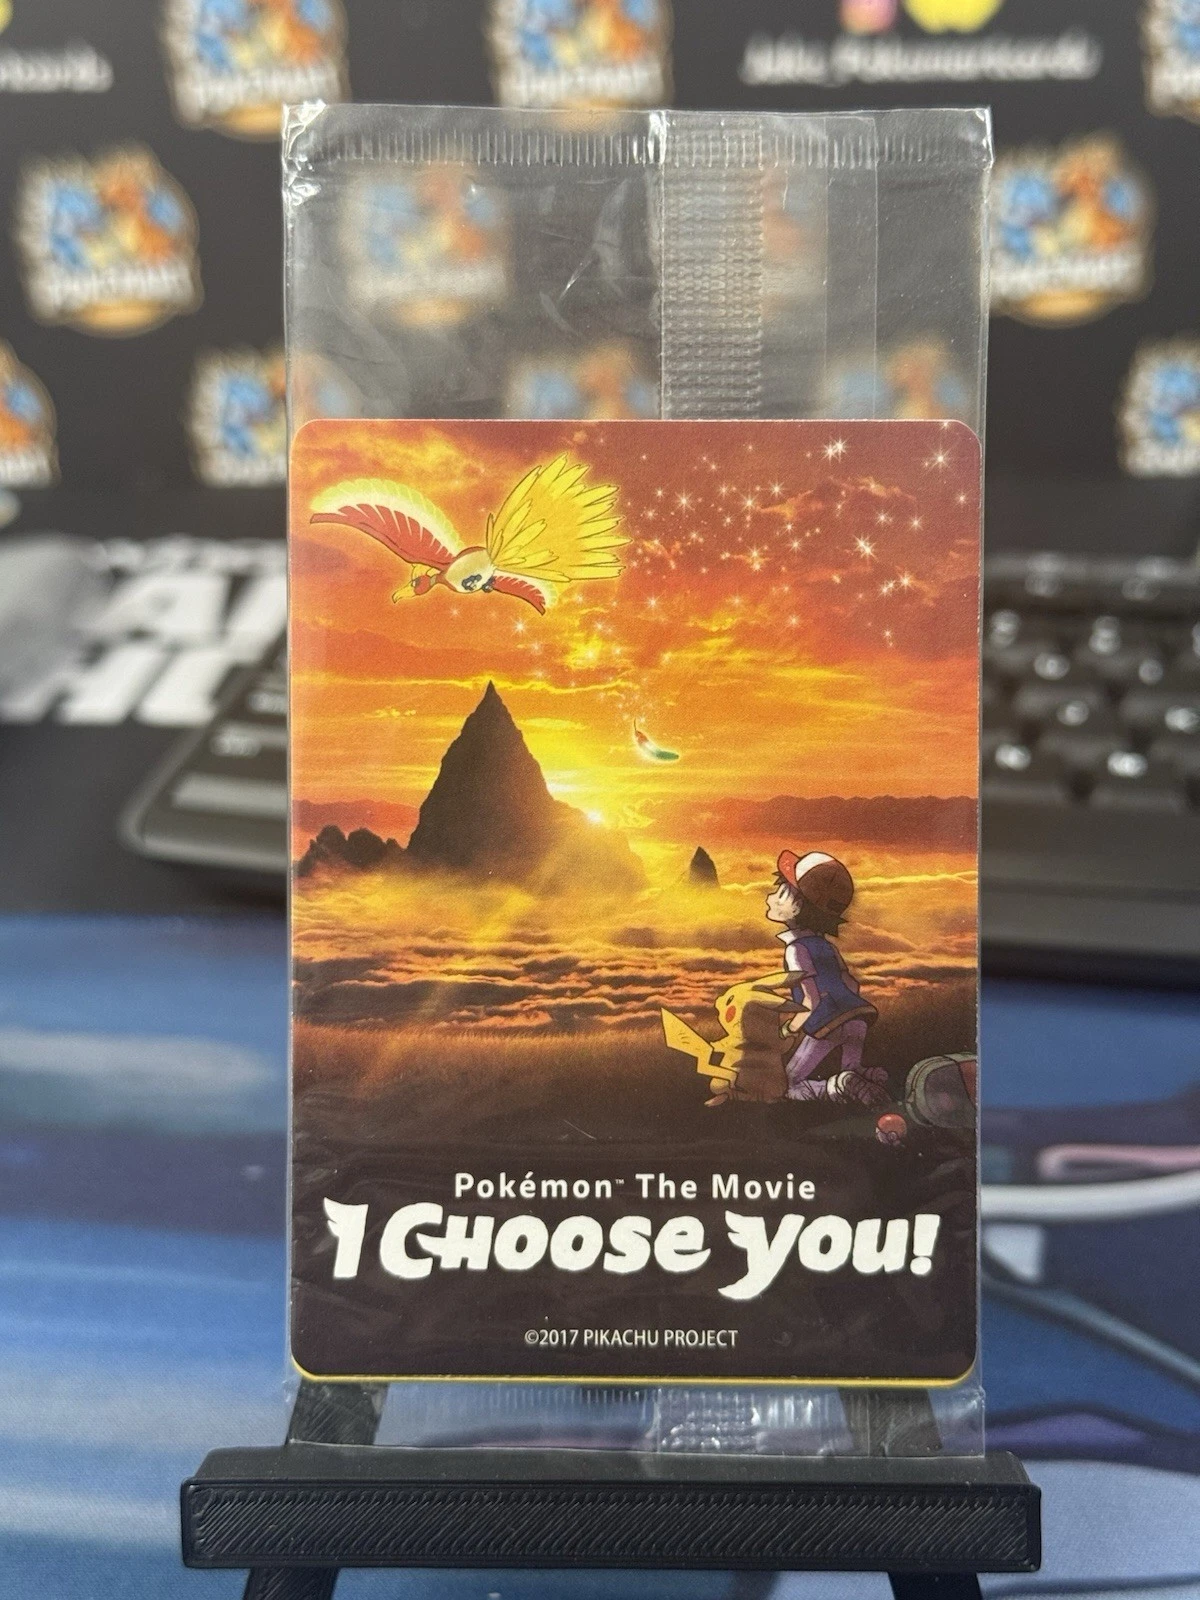 Pokémon™ The Movie
I CHOOSE YOU!
©2017 PIKACHU PROJECT